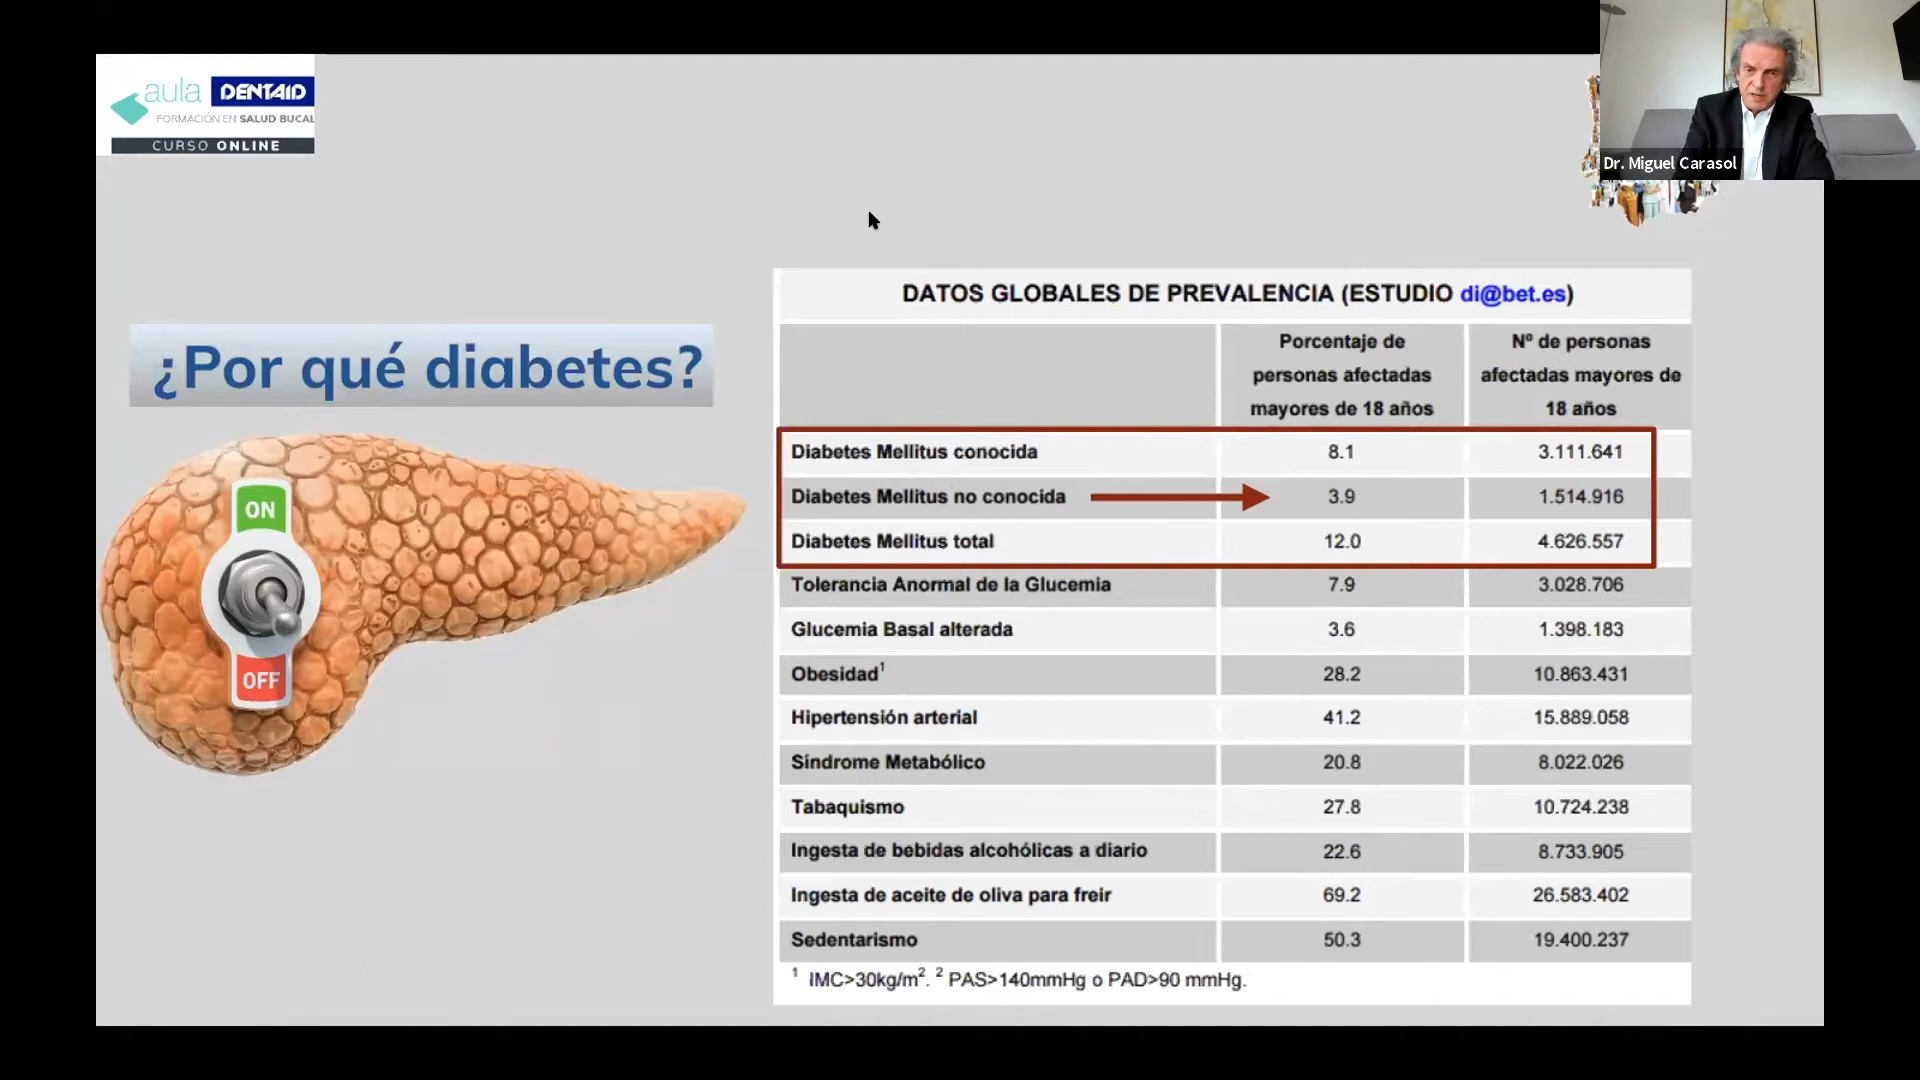 aula DENTAID
FORMACIÓN EN SALUD BUCAL
CURSO ONLINE
Dr. Miguel Carasol
¿Por qué diabetes?
ON
OFF
DATOS GLOBALES DE PREVALENCIA (ESTUDIO di@bet.es)
Porcentaje de personas afectadas mayores de 18 años
Nº de personas afectadas mayores de 18 años
Diabetes Mellitus conocida 8.1 3.111.641
Diabetes Mellitus no conocida 3.9 1.514.916
Diabetes Mellitus total 12.0 4.626.557
Tolerancia Anormal de la Glucemia 7.9 3.028.706
Glucemia Basal alterada 3.6 1.398.183
Obesidad¹ 28.2 10.863.431
Hipertensión arterial 41.2 15.889.058
Síndrome Metabólico 20.8 8.022.026
Tabaquismo 27.8 10.724.238
Ingesta de bebidas alcohólicas a diario 22.6 8.733.905
Ingesta de aceite de oliva para freir 69.2 26.583.402
Sedentarismo 50.3 19.400.237
¹ IMC>30kg/m². ² PAS>140mmHg o PAD>90 mmHg.